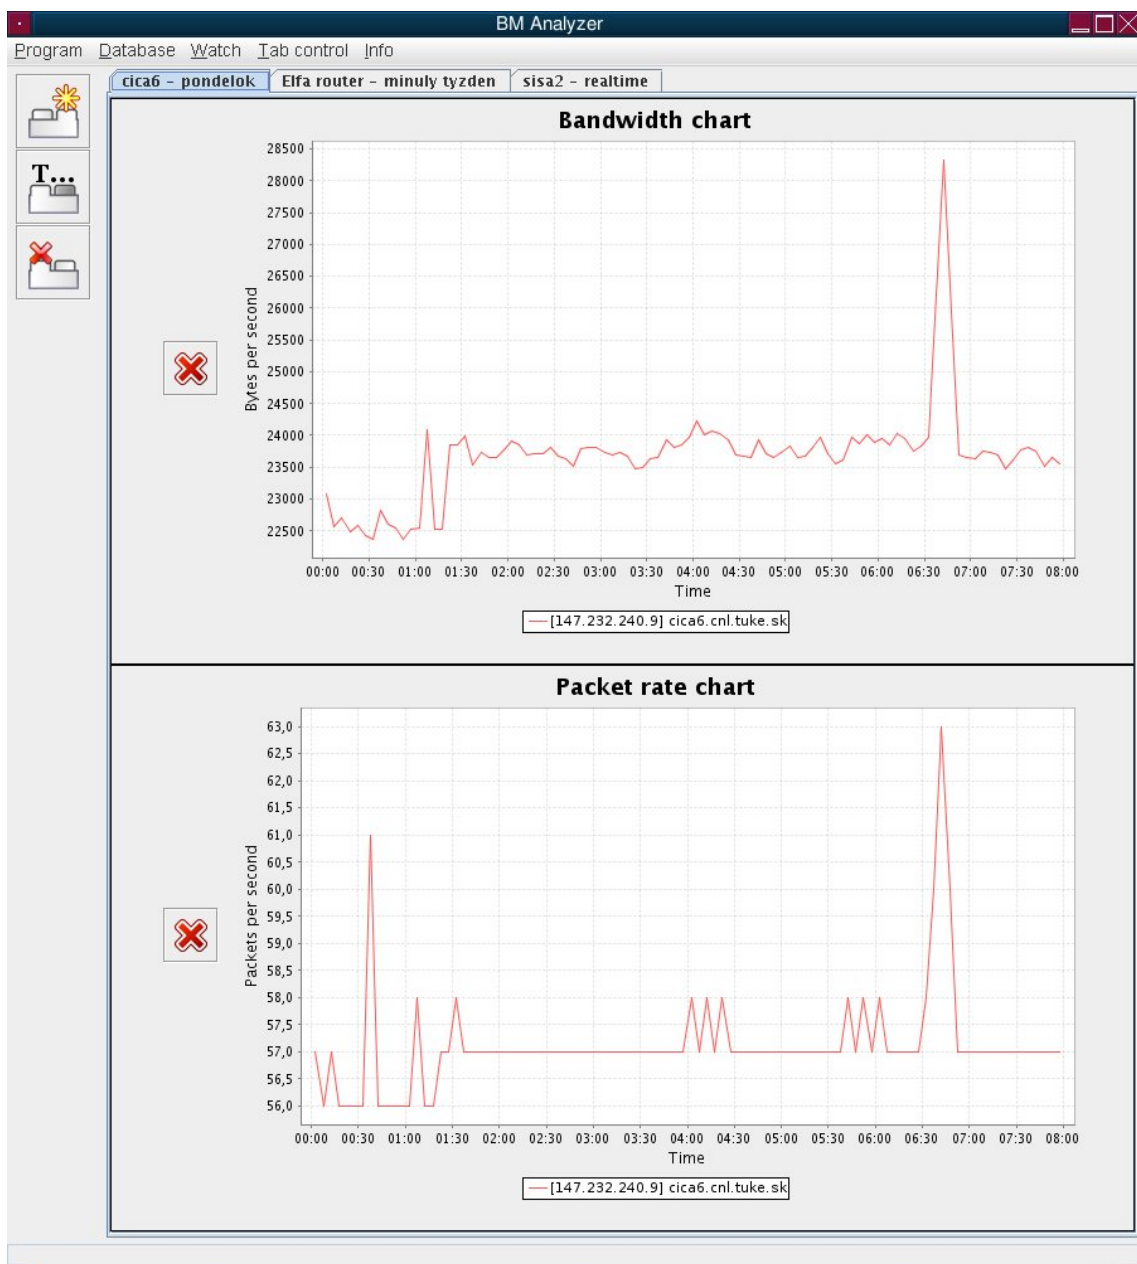 BM Analyzer
Program Database Watch Tab control Info
cica6 – pondelok Elfa router – minuly tyzden sisa2 – realtime
T...
Bandwidth chart
28500
28000
27500
27000
26500
26000
25500
25000
24500
24000
23500
23000
22500
Bytes per second
00:00 00:30 01:00 01:30 02:00 02:30 03:00 03:30 04:00 04:30 05:00 05:30 06:00 06:30 07:00 07:30 08:00
Time
[147.232.240.9] cica6.cnl.tuke.sk
Packet rate chart
63,0
62,5
62,0
61,5
61,0
60,5
60,0
59,5
59,0
58,5
58,0
57,5
57,0
56,5
56,0
Packets per second
00:00 00:30 01:00 01:30 02:00 02:30 03:00 03:30 04:00 04:30 05:00 05:30 06:00 06:30 07:00 07:30 08:00
Time
[147.232.240.9] cica6.cnl.tuke.sk